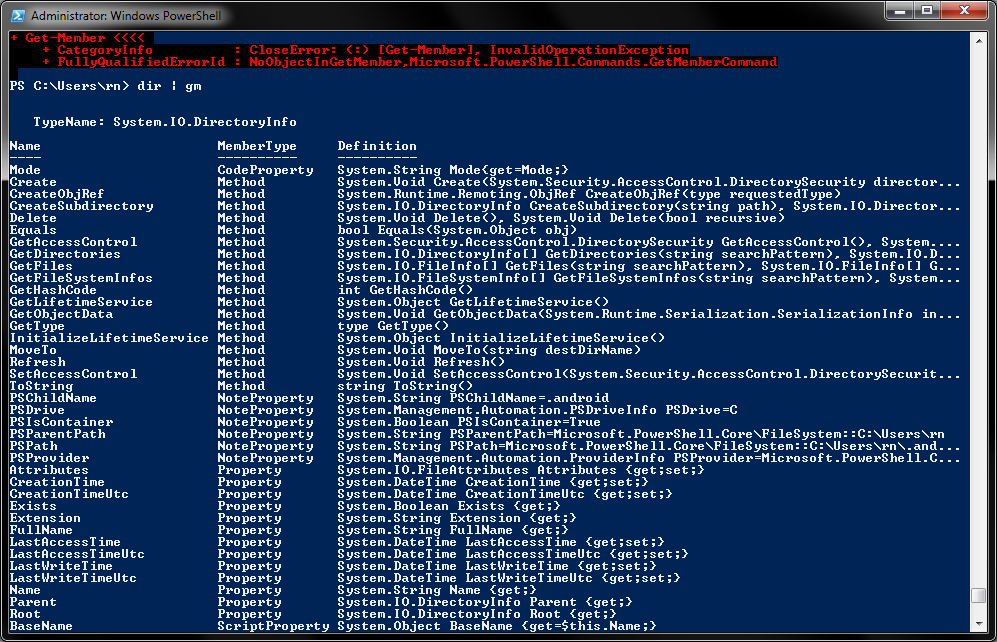 Administrator: Windows PowerShell
+ Get-Member <<<<
+ CategoryInfo : CloseError: (:) [Get-Member], InvalidOperationException
+ FullyQualifiedErrorId : NoObjectInGetMember,Microsoft.PowerShell.Commands.GetMemberCommand
PS C:\Users\rn> dir | gm
TypeName: System.IO.DirectoryInfo
Name MemberType Definition
---- ---------- ----------
Mode CodeProperty System.String Mode{get=Mode;}
Create Method System.Void Create(System.Security.AccessControl.DirectorySecurity director...
CreateObjRef Method System.Runtime.Remoting.ObjRef CreateObjRef(type requestedType)
CreateSubdirectory Method System.IO.DirectoryInfo CreateSubdirectory(string path), System.IO.Director...
Delete Method System.Void Delete(), System.Void Delete(bool recursive)
Equals Method bool Equals(System.Object obj)
GetAccessControl Method System.Security.AccessControl.DirectorySecurity GetAccessControl(), System....
GetDirectories Method System.IO.DirectoryInfo[] GetDirectories(string searchPattern), System.IO.D...
GetFiles Method System.IO.FileInfo[] GetFiles(string searchPattern), System.IO.FileInfo[] G...
GetFileSystemInfos Method System.IO.FileSystemInfo[] GetFileSystemInfos(string searchPattern), System...
GetHashCode Method int GetHashCode()
GetLifetimeService Method System.Object GetLifetimeService()
GetObjectData Method System.Void GetObjectData(System.Runtime.Serialization.SerializationInfo in...
GetType Method type GetType()
InitializeLifetimeService Method System.Object InitializeLifetimeService()
MoveTo Method System.Void MoveTo(string destDirName)
Refresh Method System.Void Refresh()
SetAccessControl Method System.Void SetAccessControl(System.Security.AccessControl.DirectorySecurit...
ToString Method string ToString()
PSChildName NoteProperty System.String PSChildName=.android
PSDrive NoteProperty System.Management.Automation.PSDriveInfo PSDrive=C
PSIsContainer NoteProperty System.Boolean PSIsContainer=True
PSParentPath NoteProperty System.String PSParentPath=Microsoft.PowerShell.Core\FileSystem::C:\Users\rn
PSPath NoteProperty System.String PSPath=Microsoft.PowerShell.Core\FileSystem::C:\Users\rn\.and...
PSProvider NoteProperty System.Management.Automation.ProviderInfo PSProvider=Microsoft.PowerShell.C...
Attributes Property System.IO.FileAttributes Attributes {get;set;}
CreationTime Property System.DateTime CreationTime {get;set;}
CreationTimeUtc Property System.DateTime CreationTimeUtc {get;set;}
Exists Property System.Boolean Exists {get;}
Extension Property System.String Extension {get;}
FullName Property System.String FullName {get;}
LastAccessTime Property System.DateTime LastAccessTime {get;set;}
LastAccessTimeUtc Property System.DateTime LastAccessTimeUtc {get;set;}
LastWriteTime Property System.DateTime LastWriteTime {get;set;}
LastWriteTimeUtc Property System.DateTime LastWriteTimeUtc {get;set;}
Name Property System.String Name {get;}
Parent Property System.IO.DirectoryInfo Parent {get;}
Root Property System.IO.DirectoryInfo Root {get;}
BaseName ScriptProperty System.Object BaseName {get=$this.Name;}